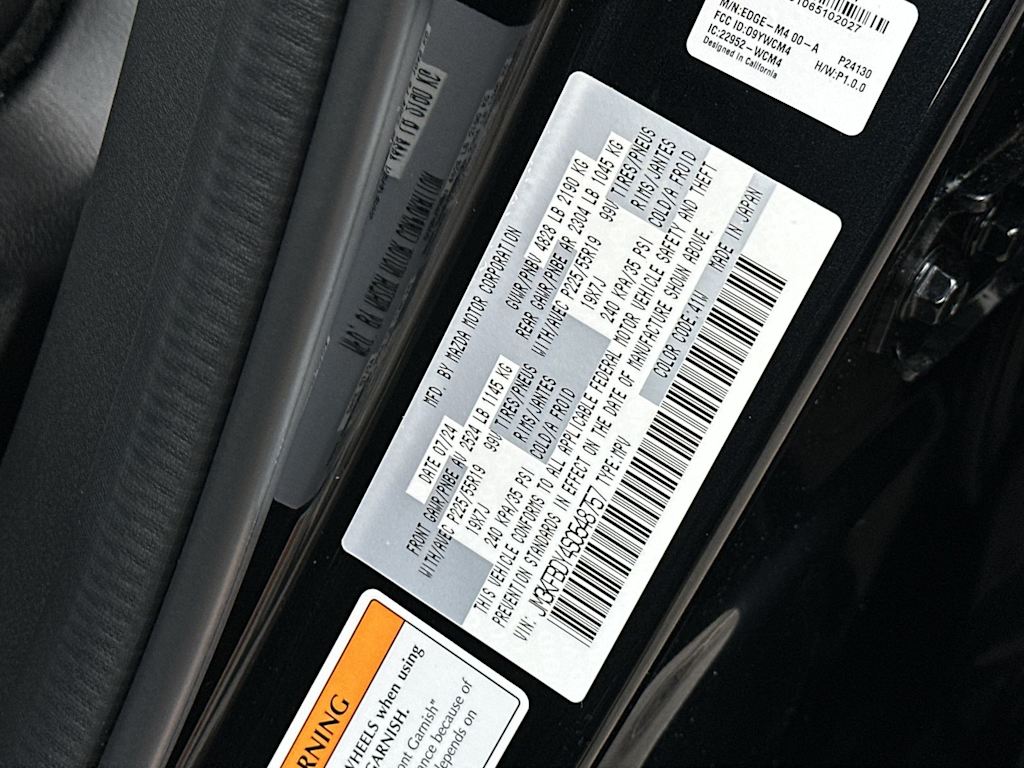 1065102027
M/N:EDGE-M4 00-A
FCC ID:O9YWCM4 P24130
IC:22952-WCM4 H/W:P1.0.0
Designed in California
MFD. BY MAZDA MOTOR CORPORATION
DATE 07/24 GVWR/PNBV 4828 LB 2190 KG
FRONT GAWR/PNBE AV 2524 LB 1145 KG REAR GAWR/PNBE AR 2304 LB 1045 KG
WITH/AVEC P225/55R19 99V TIRES/PNEUS WITH/AVEC P225/55R19 99V TIRES/PNEUS
19X7J RIMS/JANTES 19X7J RIMS/JANTES
240 KPA/35 PSI COLD/A FROID 240 KPA/35 PSI COLD/A FROID
THIS VEHICLE CONFORMS TO ALL APPLICABLE FEDERAL MOTOR VEHICLE SAFETY AND THEFT
PREVENTION STANDARDS IN EFFECT ON THE DATE OF MANUFACTURE SHOWN ABOVE.
VIN: TYPE:MPV COLOR CODE:41W MADE IN JAPAN
RNING
WHEELS when using
GARNISH.
ont Garnish"
ance because of
depends on